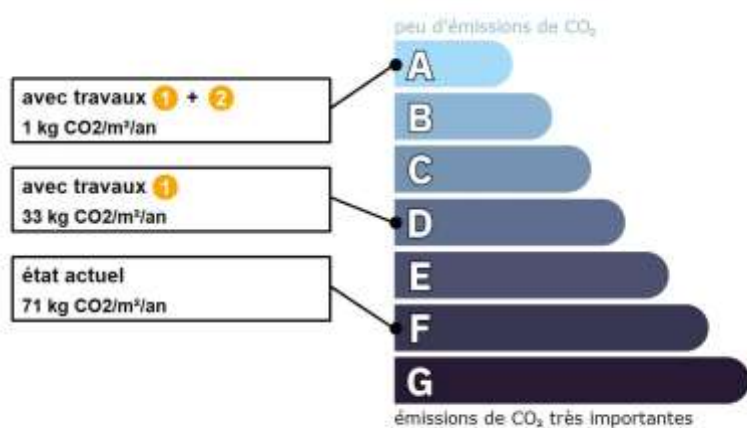 peu d'émissions de CO₂
A
avec travaux 1 + 2
1 kg CO2/m²/an
B
C
avec travaux 1
33 kg CO2/m²/an
D
E
état actuel
71 kg CO2/m²/an
F
G
émissions de CO₂ très importantes